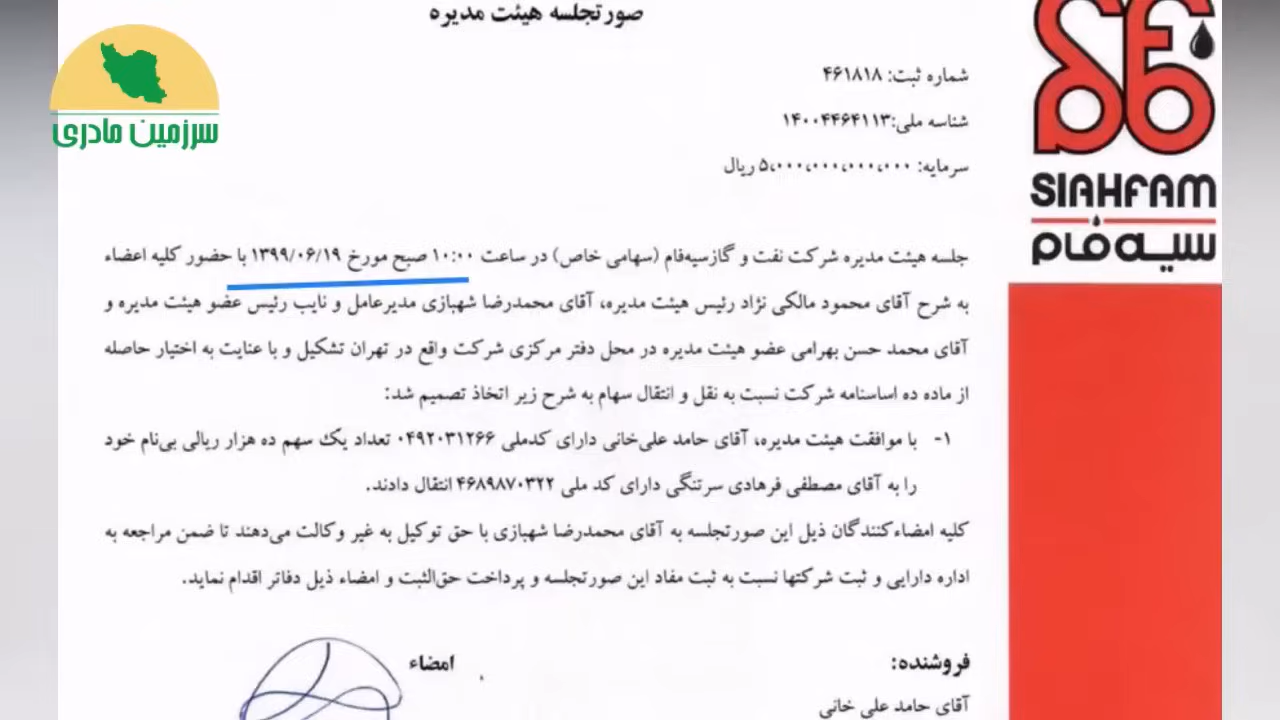 صورتجلسه هیئت مدیره
سرزمین مادری
شماره ثبت: ۴۶۱۸۱۸
شناسه ملی:۱۴۰۰۴۴۶۴۱۱۳
سرمایه: ۵،۰۰۰،۰۰۰،۰۰۰،۰۰۰ ریال
SIAHFAM
سیه فام
جلسه هیئت مدیره شرکت نفت و گازسیه‌فام (سهامی خاص) در ساعت ۱۰:۰۰ صبح مورخ ۱۳۹۹/۰۶/۱۹ با حضور کلیه اعضاء
به شرح آقای محمود مالکی نژاد رئیس هیئت مدیره، آقای محمدرضا شهبازی مدیرعامل و نایب رئیس عضو هیئت مدیره و
آقای محمد حسن بهرامی عضو هیئت مدیره در محل دفتر مرکزی شرکت واقع در تهران تشکیل و با عنایت به اختیار حاصله
از ماده ده اساسنامه شرکت نسبت به نقل و انتقال سهام به شرح زیر اتخاذ تصمیم شد:
۱- با موافقت هیئت مدیره، آقای حامد علی‌خانی دارای کدملی ۰۴۹۲۰۳۱۲۶۶ تعداد یک سهم ده هزار ریالی بی‌نام خود
را به آقای مصطفی فرهادی سرتنگی دارای کد ملی ۴۶۸۹۸۷۰۳۲۲ انتقال دادند.
کلیه امضاءکنندگان ذیل این صورتجلسه به آقای محمدرضا شهبازی با حق توکیل به غیر وکالت می‌دهند تا ضمن مراجعه به
اداره دارایی و ثبت شرکتها نسبت به ثبت مفاد این صورتجلسه و پرداخت حق‌الثبت و امضاء ذیل دفاتر اقدام نماید.
فروشنده: امضاء
آقای حامد علی خانی